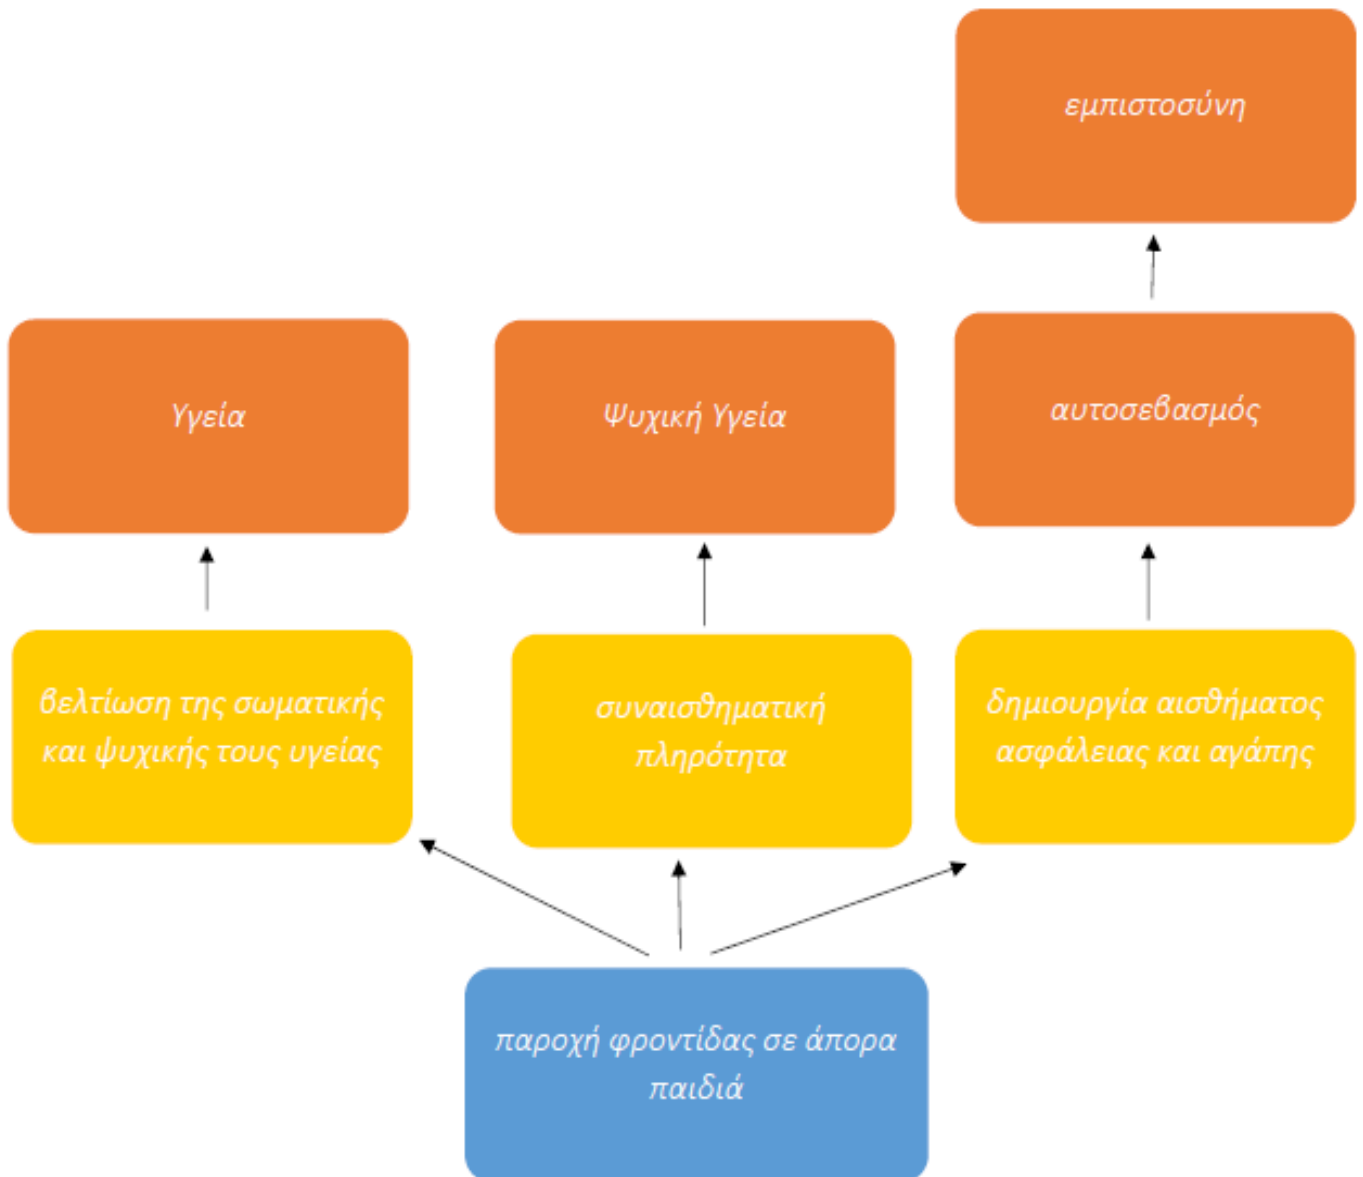 εμπιστοσύνη
Υγεία
Ψυχική Υγεία
αυτοσεβασμός
βελτίωση της σωματικής
και ψυχικής τους υγείας
συναισθηματική
πληρότητα
δημιουργία αισθήματος
ασφάλειας και αγάπης
παροχή φροντίδας σε άπορα
παιδιά